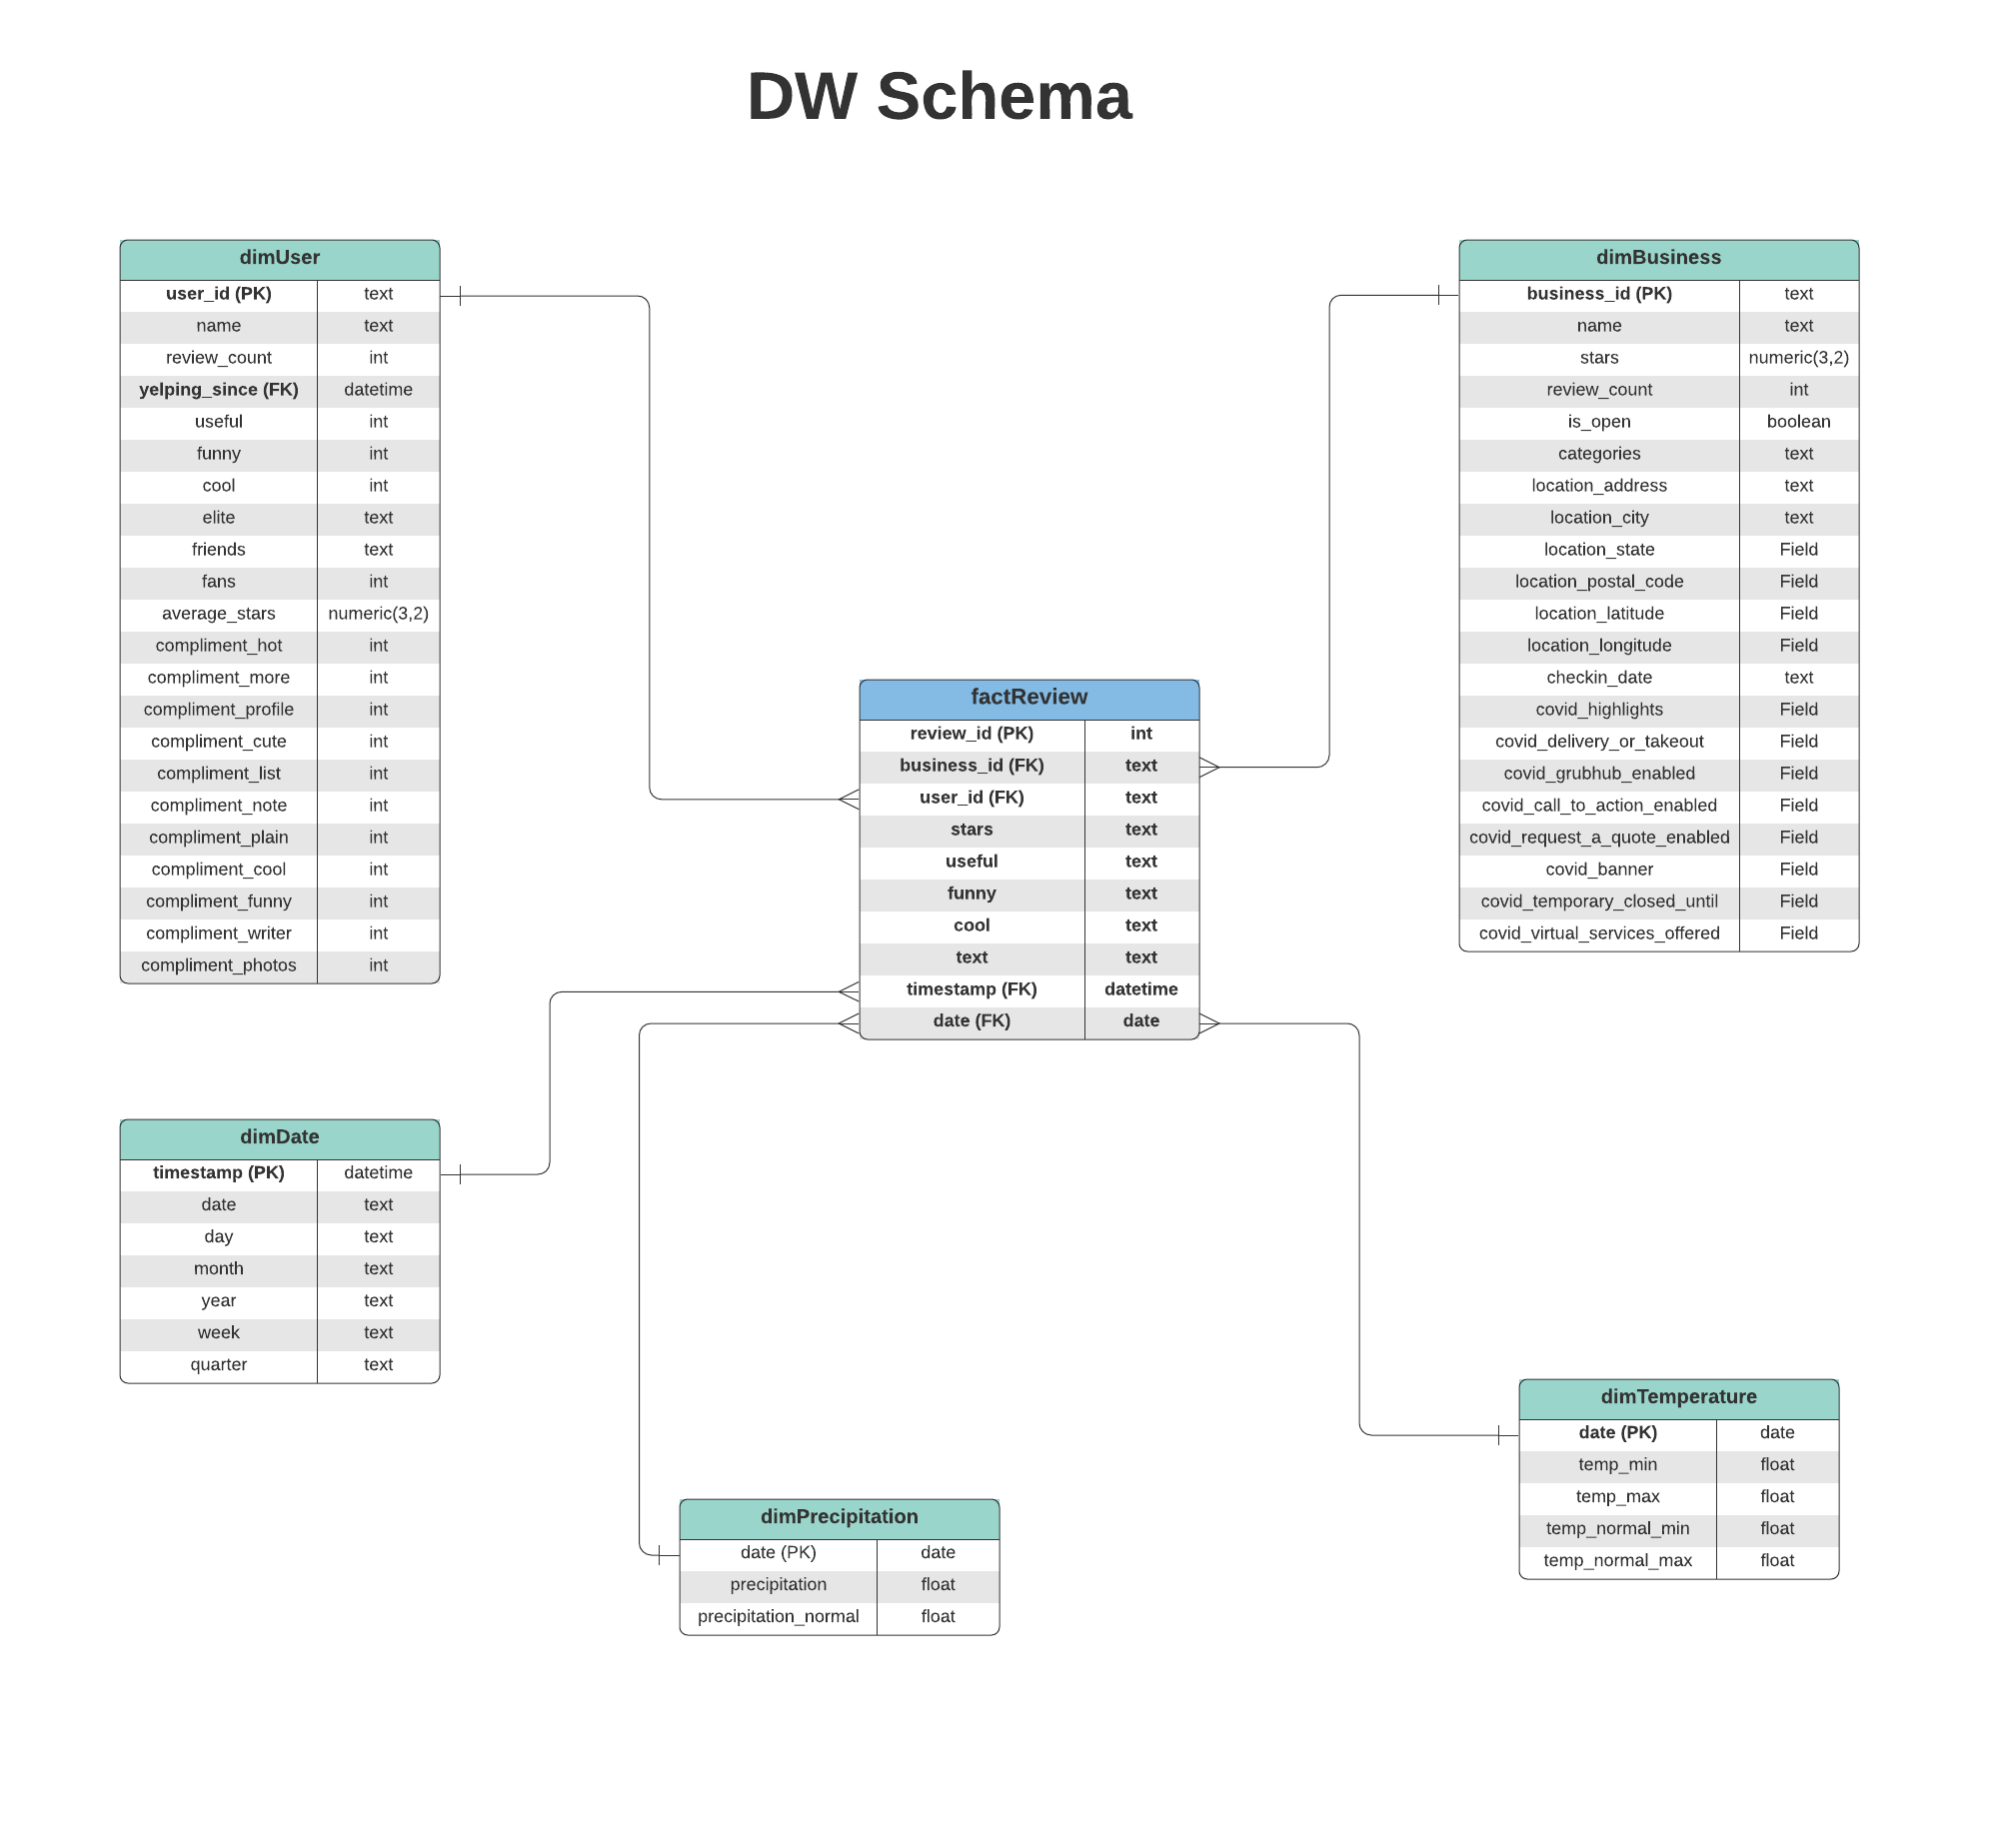 DW Schema
dimUser
user_id (PK) text
name text
review_count int
yelping_since (FK) datetime
useful int
funny int
cool int
elite text
friends text
fans int
average_stars numeric(3,2)
compliment_hot int
compliment_more int
compliment_profile int
compliment_cute int
compliment_list int
compliment_note int
compliment_plain int
compliment_cool int
compliment_funny int
compliment_writer int
compliment_photos int
dimBusiness
business_id (PK) text
name text
stars numeric(3,2)
review_count int
is_open boolean
categories text
location_address text
location_city text
location_state Field
location_postal_code Field
location_latitude Field
location_longitude Field
checkin_date text
covid_highlights Field
covid_delivery_or_takeout Field
covid_grubhub_enabled Field
covid_call_to_action_enabled Field
covid_request_a_quote_enabled Field
covid_banner Field
covid_temporary_closed_until Field
covid_virtual_services_offered Field
factReview
review_id (PK) int
business_id (FK) text
user_id (FK) text
stars text
useful text
funny text
cool text
text text
timestamp (FK) datetime
date (FK) date
dimDate
timestamp (PK) datetime
date text
day text
month text
year text
week text
quarter text
dimTemperature
date (PK) date
temp_min float
temp_max float
temp_normal_min float
temp_normal_max float
dimPrecipitation
date (PK) date
precipitation float
precipitation_normal float